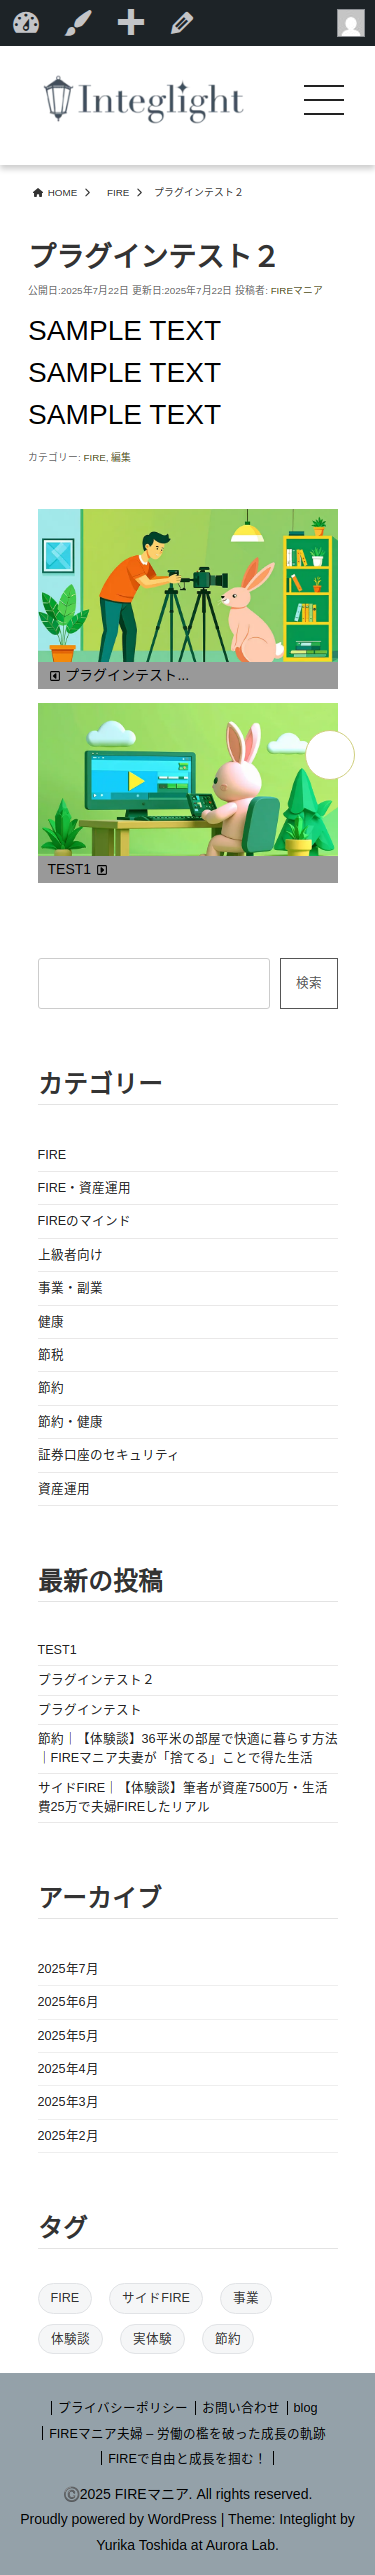 Integlight
HOME FIRE プラグインテスト２
プラグインテスト２
公開日:2025年7月22日 更新日:2025年7月22日 投稿者: FIREマニア
SAMPLE TEXT
SAMPLE TEXT
SAMPLE TEXT
カテゴリー: FIRE, 編集
プラグインテスト...
TEST1
検索
カテゴリー
FIRE
FIRE・資産運用
FIREのマインド
上級者向け
事業・副業
健康
節税
節約
節約・健康
証券口座のセキュリティ
資産運用
最新の投稿
TEST1
プラグインテスト２
プラグインテスト
節約｜【体験談】36平米の部屋で快適に暮らす方法
｜FIREマニア夫妻が「捨てる」ことで得た生活
サイドFIRE｜【体験談】筆者が資産7500万・生活
費25万で夫婦FIREしたリアル
アーカイブ
2025年7月
2025年6月
2025年5月
2025年4月
2025年3月
2025年2月
タグ
FIRE サイドFIRE 事業
体験談 実体験 節約
プライバシーポリシー お問い合わせ blog
FIREマニア夫婦 – 労働の檻を破った成長の軌跡
FIREで自由と成長を掴む！
©2025 FIREマニア. All rights reserved.
Proudly powered by WordPress | Theme: Integlight by
Yurika Toshida at Aurora Lab.